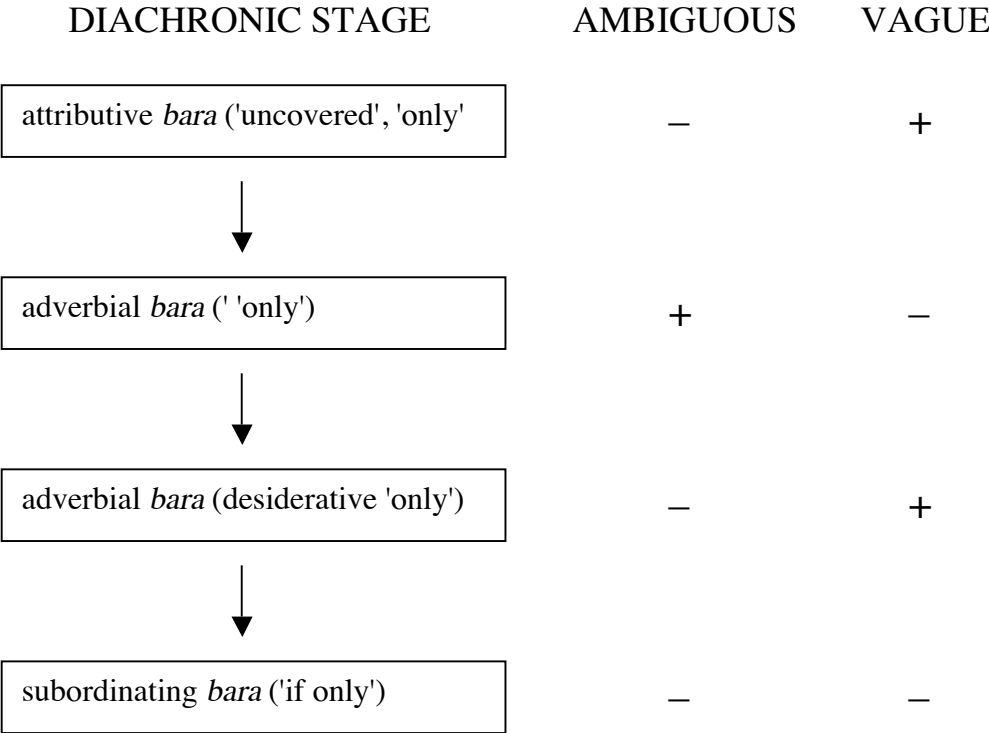 DIACHRONIC STAGE AMBIGUOUS VAGUE
attributive bara ('uncovered', 'only' – +
adverbial bara (' 'only') + –
adverbial bara (desiderative 'only') – +
subordinating bara ('if only') – –